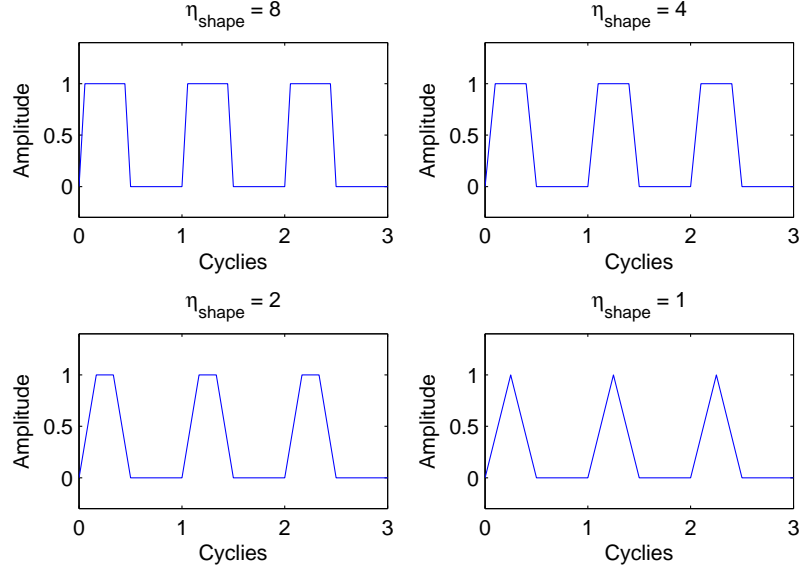 η_shape = 8
Amplitude
1
0.5
0
0 1 2 3
Cyclies
η_shape = 4
Amplitude
1
0.5
0
0 1 2 3
Cyclies
η_shape = 2
Amplitude
1
0.5
0
0 1 2 3
Cyclies
η_shape = 1
Amplitude
1
0.5
0
0 1 2 3
Cyclies